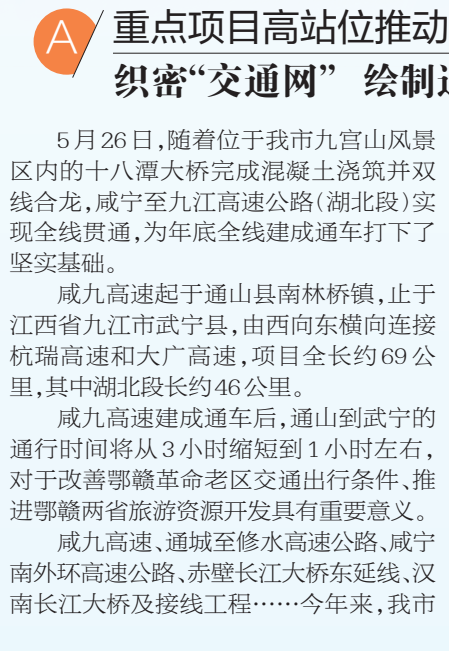 A
重点项目高站位推动
织密“交通网” 绘制
5月26日,随着位于我市九宫山风景
区内的十八潭大桥完成混凝土浇筑并双
线合龙,咸宁至九江高速公路(湖北段)实
现全线贯通,为年底全线建成通车打下了
坚实基础。
咸九高速起于通山县南林桥镇,止于
江西省九江市武宁县,由西向东横向连接
杭瑞高速和大广高速,项目全长约69公
里,其中湖北段长约46公里。
咸九高速建成通车后,通山到武宁的
通行时间将从3小时缩短到1小时左右,
对于改善鄂赣革命老区交通出行条件、推
进鄂赣两省旅游资源开发具有重要意义。
咸九高速、通城至修水高速公路、咸宁
南外环高速公路、赤壁长江大桥东延线、汉
南长江大桥及接线工程……今年来,我市